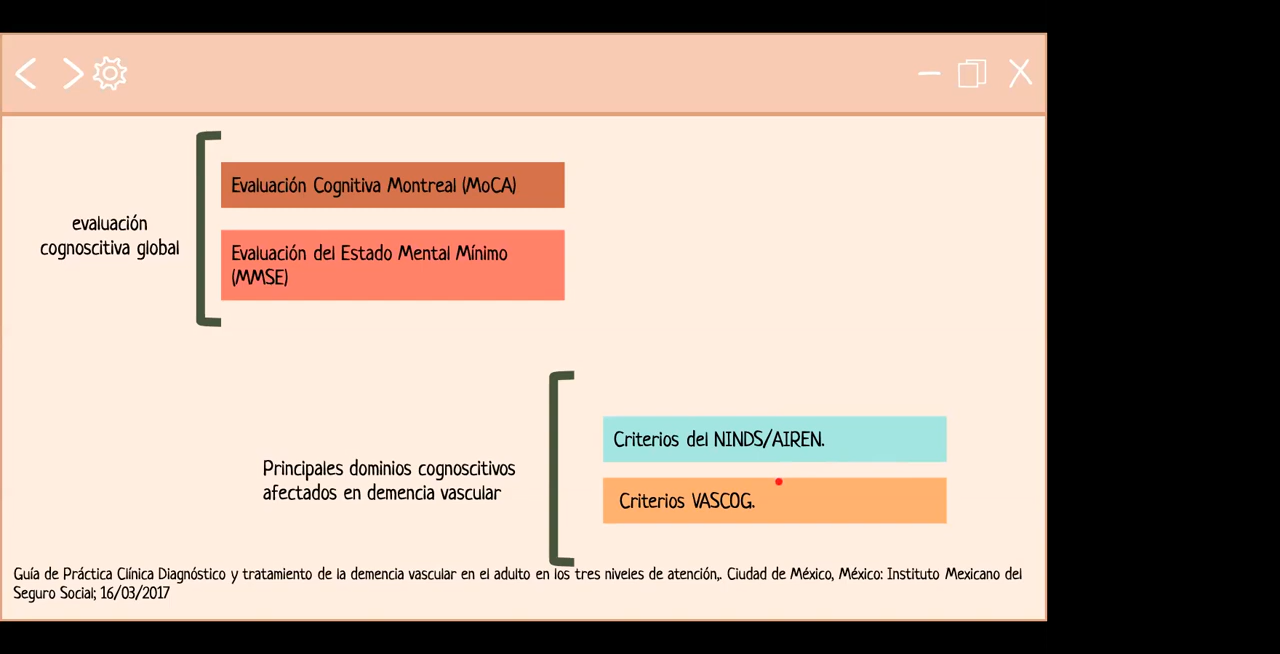 evaluación
cognoscitiva global
Evaluación Cognitiva Montreal (MoCA)
Evaluación del Estado Mental Mínimo
(MMSE)
Principales dominios cognoscitivos
afectados en demencia vascular
Criterios del NINDS/AIREN.
Criterios VASCOG.
Guía de Práctica Clínica Diagnóstico y tratamiento de la demencia vascular en el adulto en los tres niveles de atención,. Ciudad de México, México: Instituto Mexicano del
Seguro Social; 16/03/2017